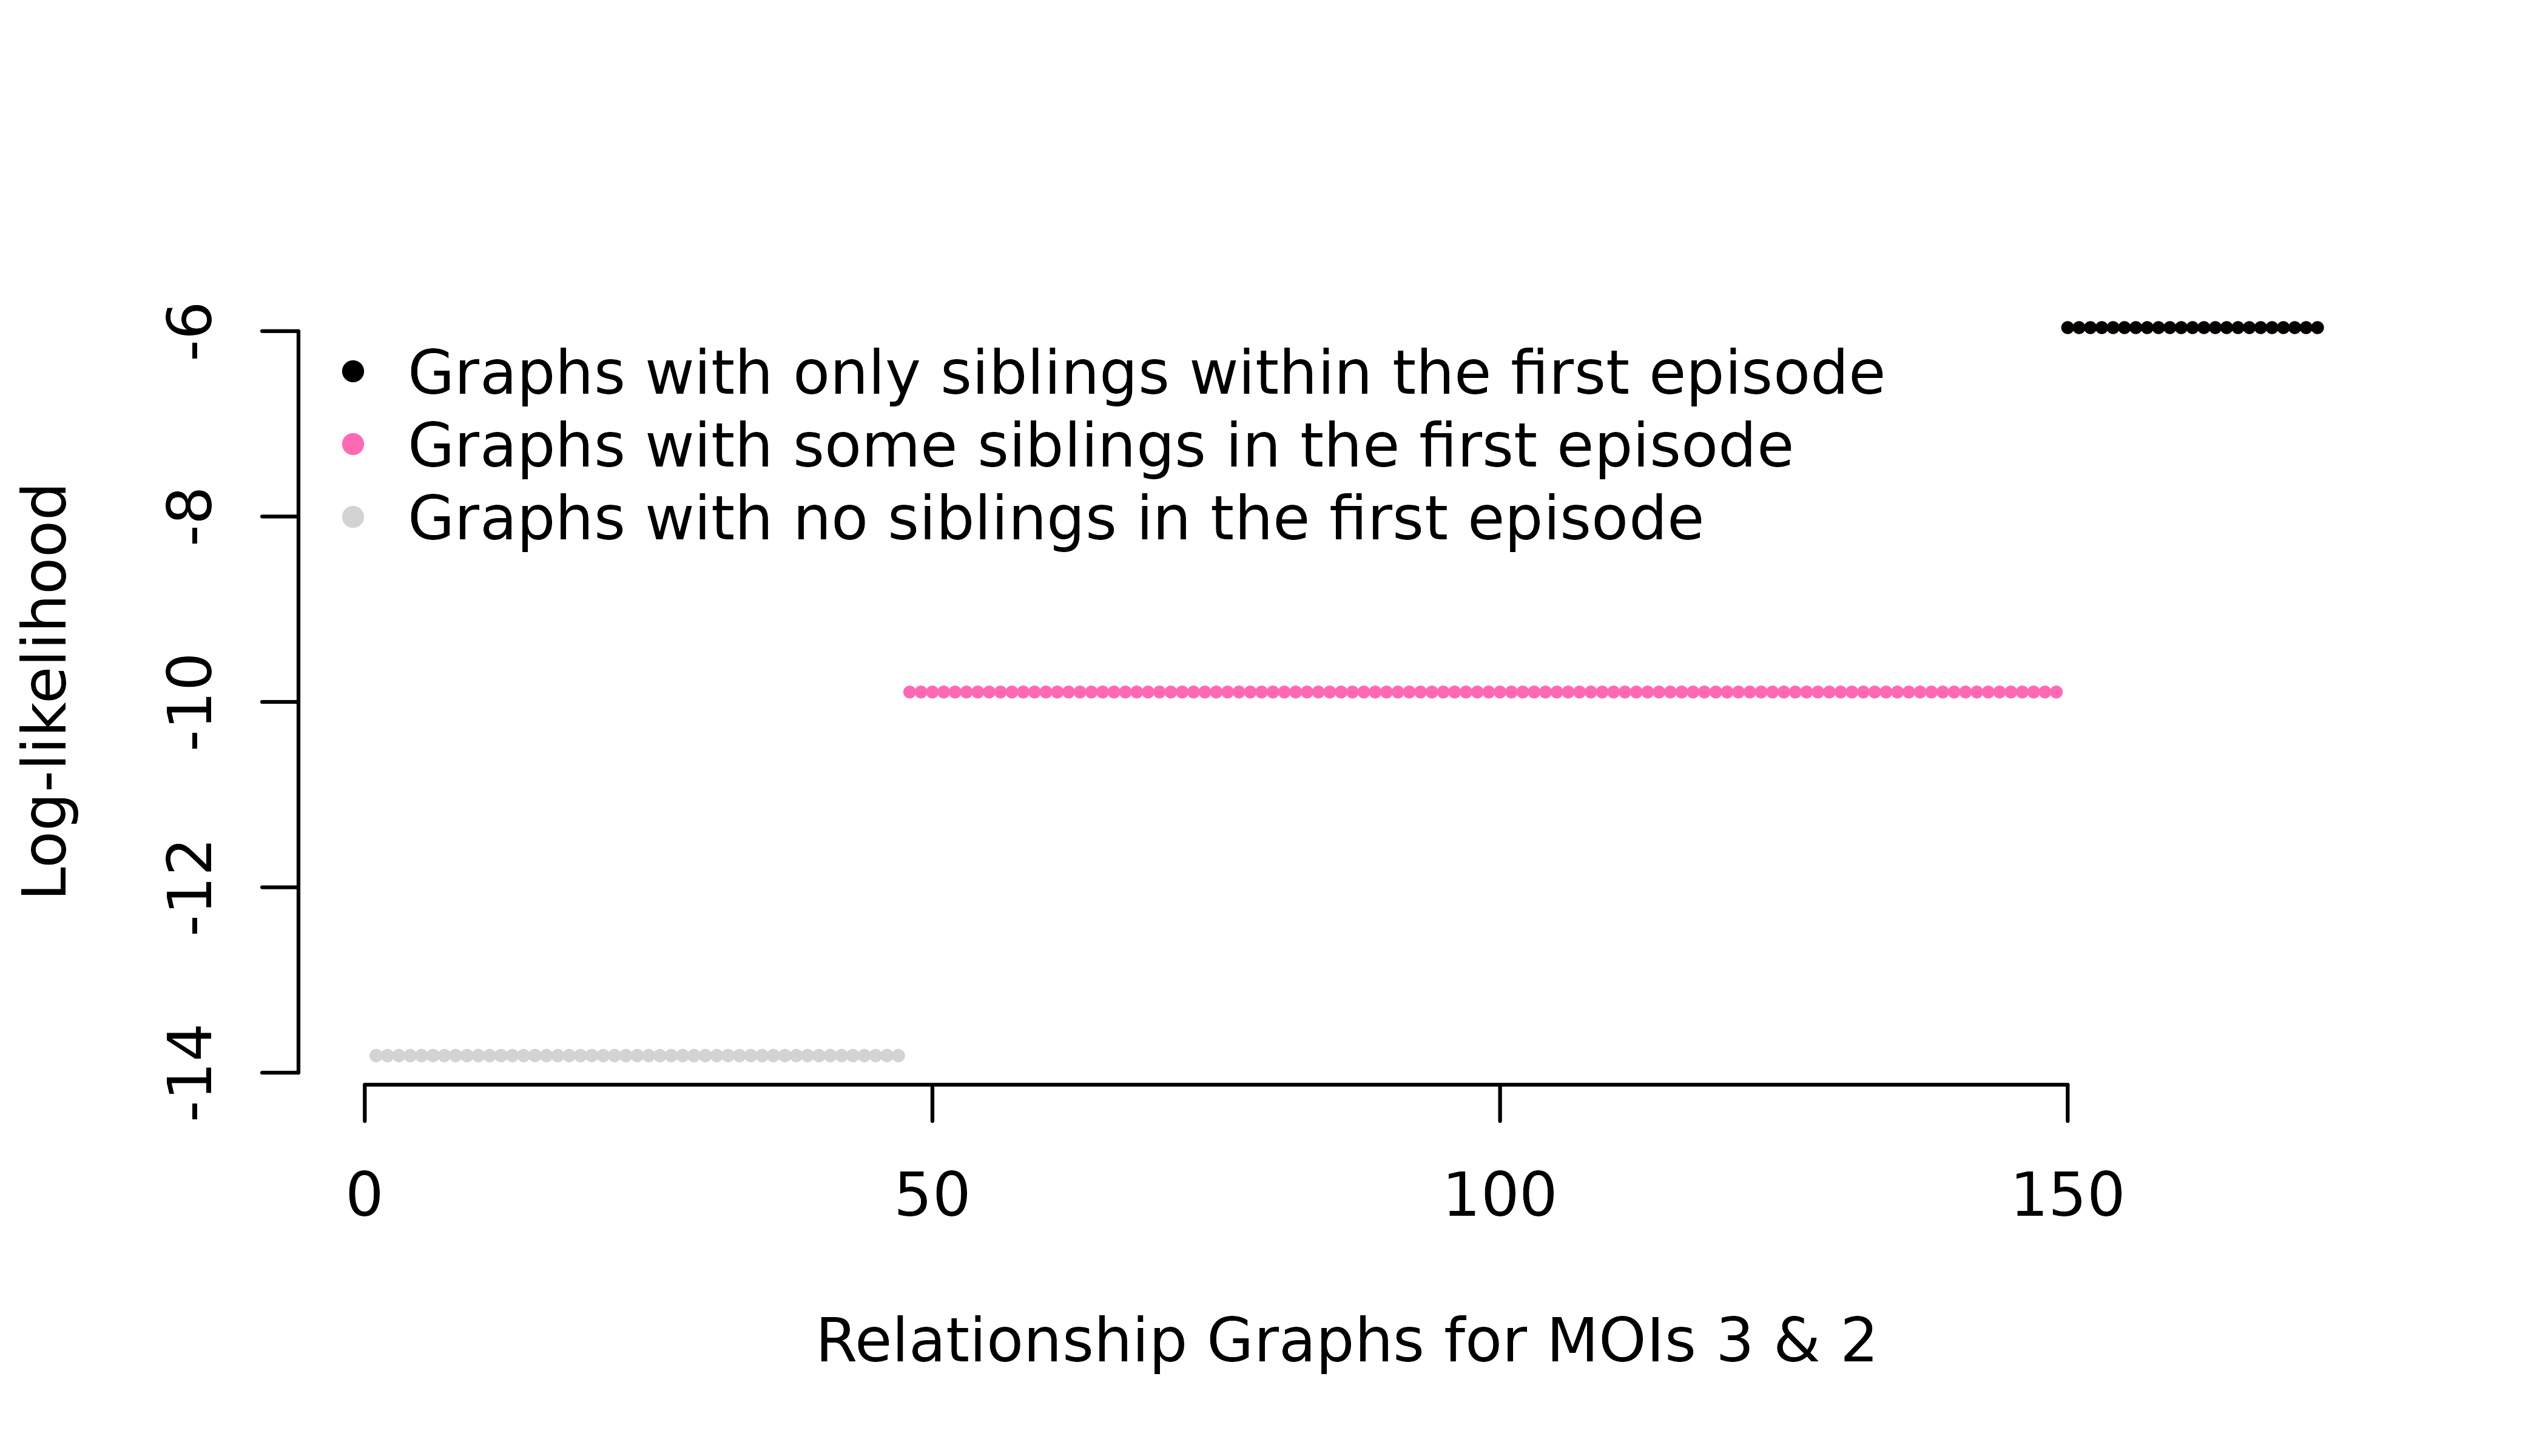 -6
Graphs with only siblings within the first episode
Graphs with some siblings in the first episode
-8
Graphs with no siblings in the first episode
Log-likelihood
-10
-12
-14
0 50 100 150
Relationship Graphs for MOIs 3 & 2